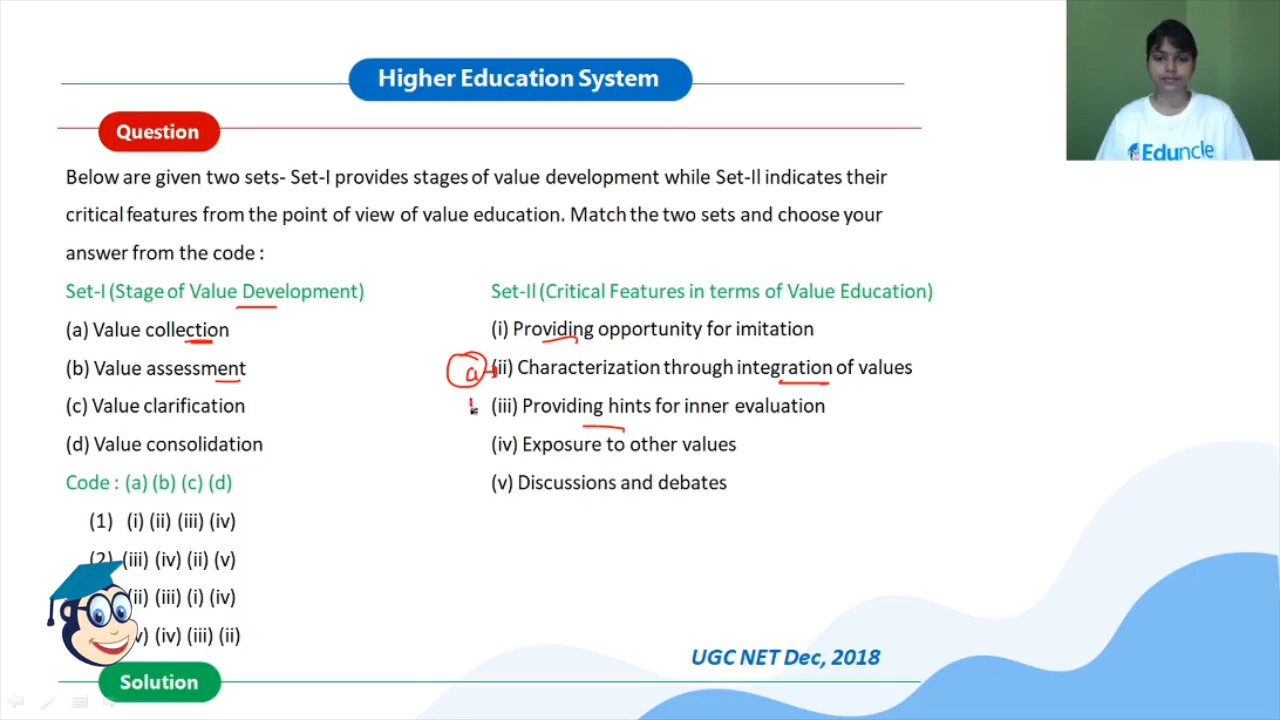 Higher Education System
Eduncle
Question
Below are given two sets- Set-I provides stages of value development while Set-II indicates their
critical features from the point of view of value education. Match the two sets and choose your
answer from the code :
Set-I (Stage of Value Development)
Set-II (Critical Features in terms of Value Education)
(a) Value collection
(i) Providing opportunity for imitation
(b) Value assessment
a
(ii) Characterization through integration of values
(c) Value clarification
(iii) Providing hints for inner evaluation
(d) Value consolidation
(iv) Exposure to other values
Code : (a) (b) (c) (d)
(v) Discussions and debates
(1) (i) (ii) (iii) (iv)
(2) (iii) (iv) (ii) (v)
(ii) (iii) (i) (iv)
(iv) (iii) (ii)
UGC NET Dec, 2018
Solution